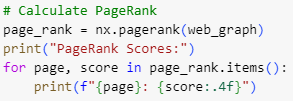 # Calculate PageRank
page_rank = nx.pagerank(web_graph)
print("PageRank Scores:")
for page, score in page_rank.items():
    print(f"{page}: {score:.4f}")